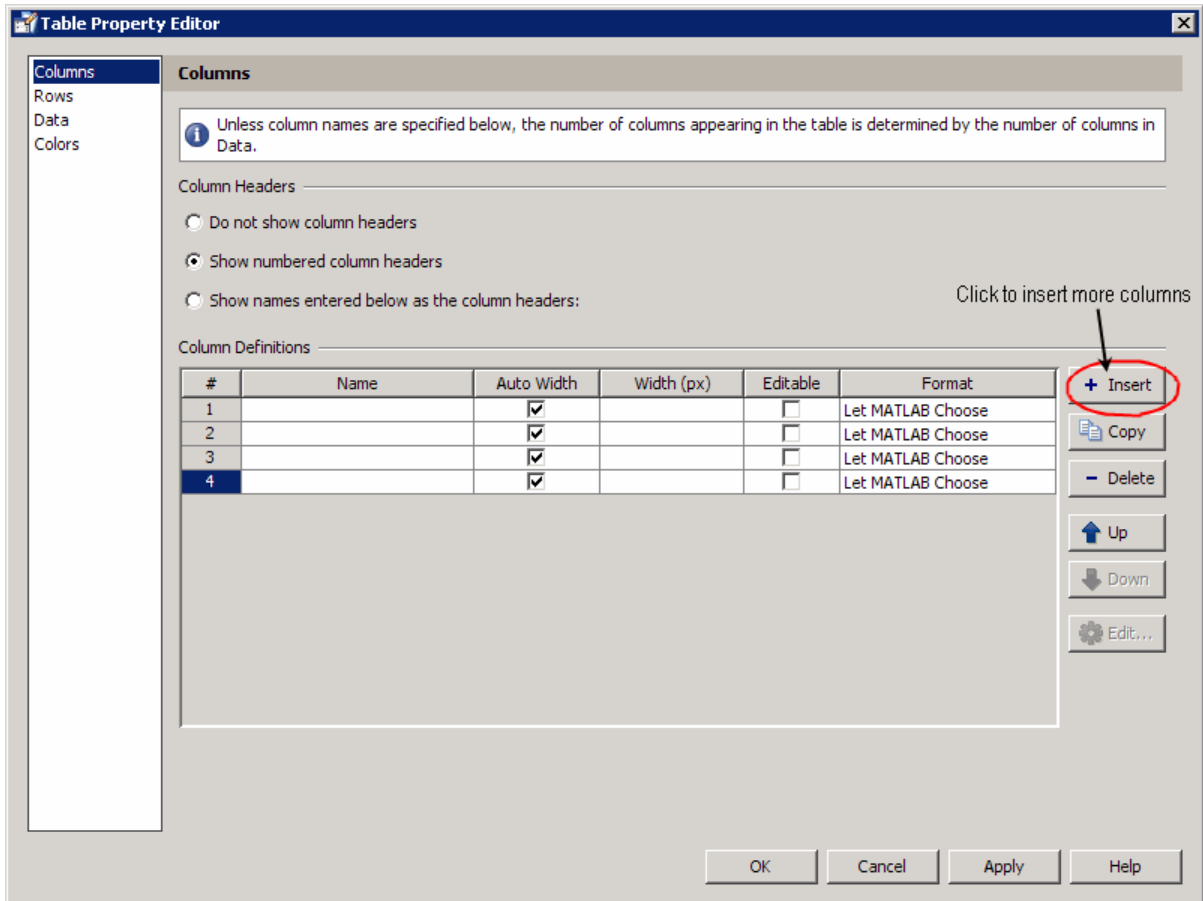 Table Property Editor
Columns
Rows
Data
Colors
Columns
Unless column names are specified below, the number of columns appearing in the table is determined by the number of columns in
Data.
Column Headers
Do not show column headers
Show numbered column headers
Show names entered below as the column headers:
Click to insert more columns
Column Definitions
# Name Auto Width Width (px) Editable Format
1 Let MATLAB Choose
2 Let MATLAB Choose
3 Let MATLAB Choose
4 Let MATLAB Choose
+ Insert
Copy
- Delete
Up
Down
Edit...
OK Cancel Apply Help